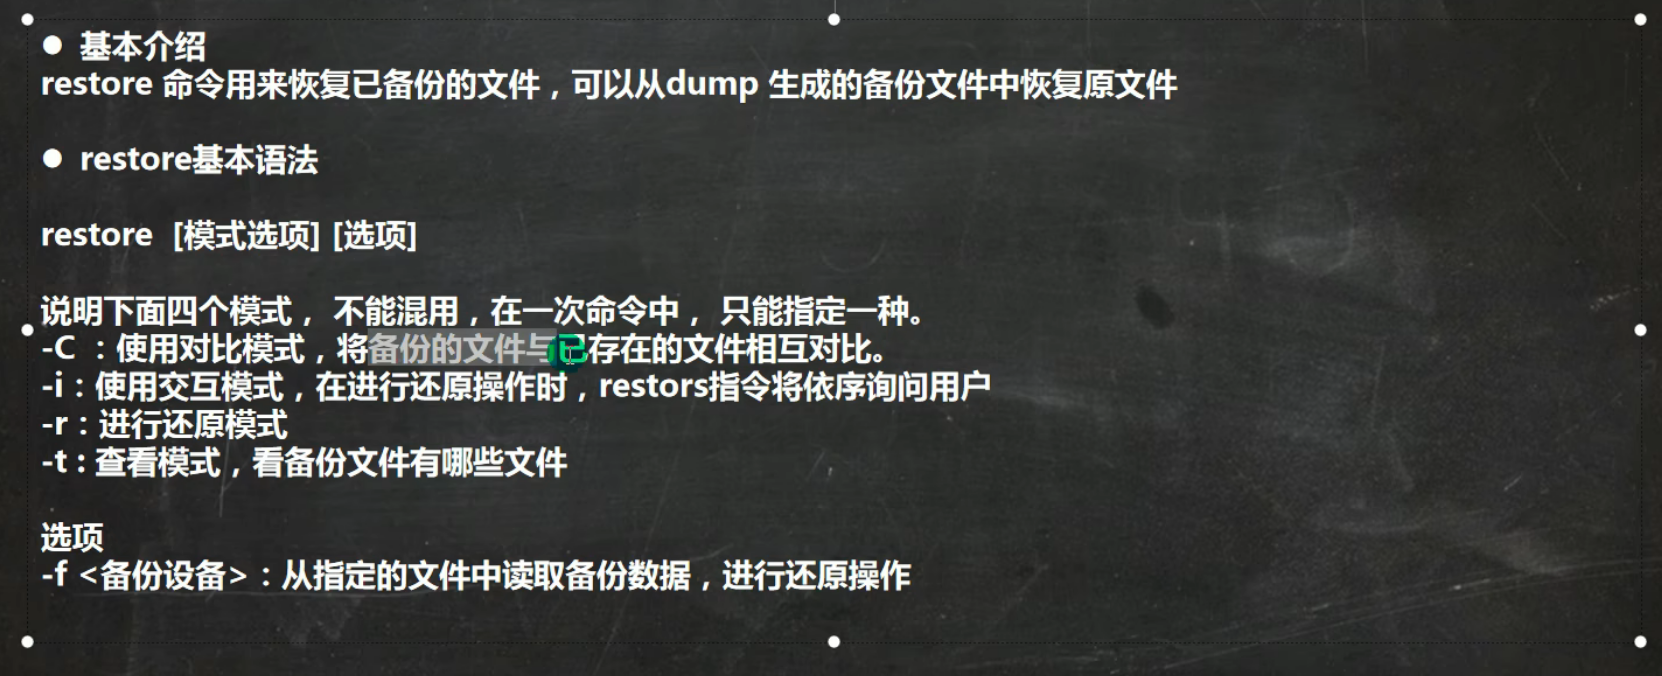 ● 基本介绍
restore 命令用来恢复已备份的文件，可以从dump 生成的备份文件中恢复原文件
● restore基本语法
restore [模式选项] [选项]
说明下面四个模式， 不能混用，在一次命令中， 只能指定一种。
-C ：使用对比模式，将备份的文件与已存在的文件相互对比。
-i：使用交互模式，在进行还原操作时，restors指令将依序询问用户
-r：进行还原模式
-t：查看模式，看备份文件有哪些文件
选项
-f <备份设备>：从指定的文件中读取备份数据，进行还原操作